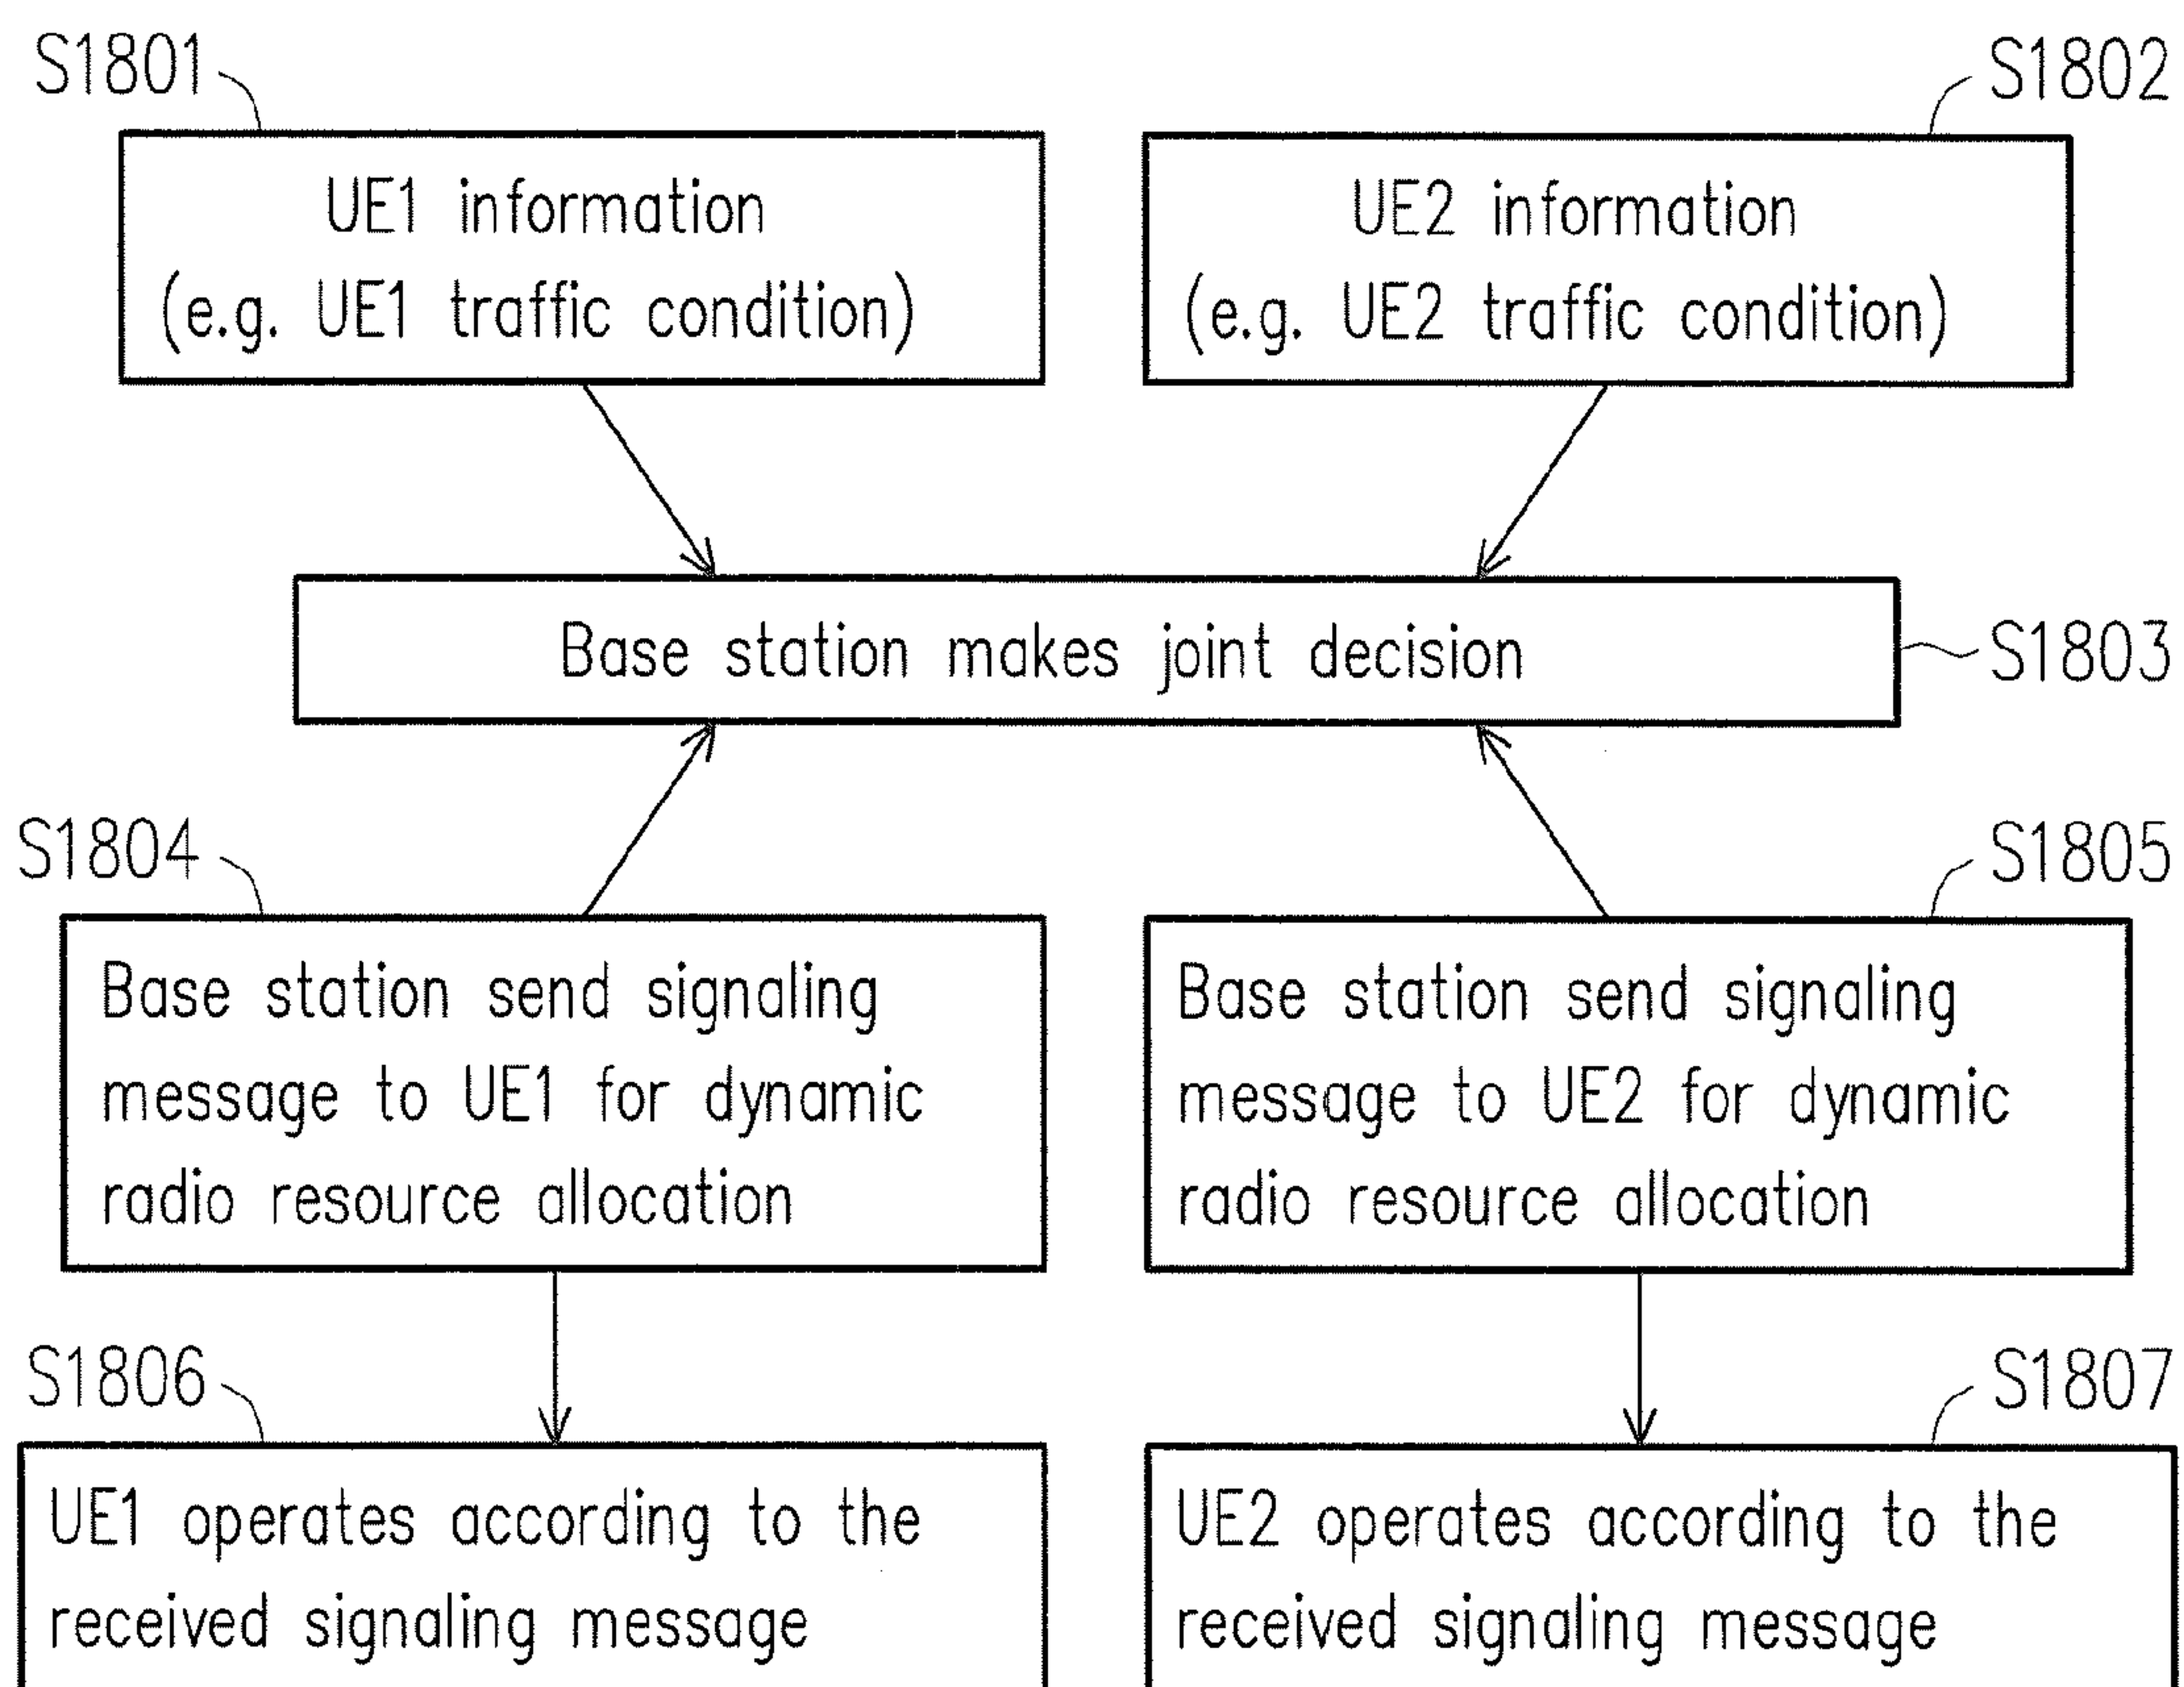 S1801
S1802
UE1 information
(e.g. UE1 traffic condition)
UE2 information
(e.g. UE2 traffic condition)
Base station makes joint decision
S1803
S1804
S1805
Base station send signaling
message to UE1 for dynamic
radio resource allocation
Base station send signaling
message to UE2 for dynamic
radio resource allocation
S1806
S1807
UE1 operates according to the
received signaling message
UE2 operates according to the
received signaling message